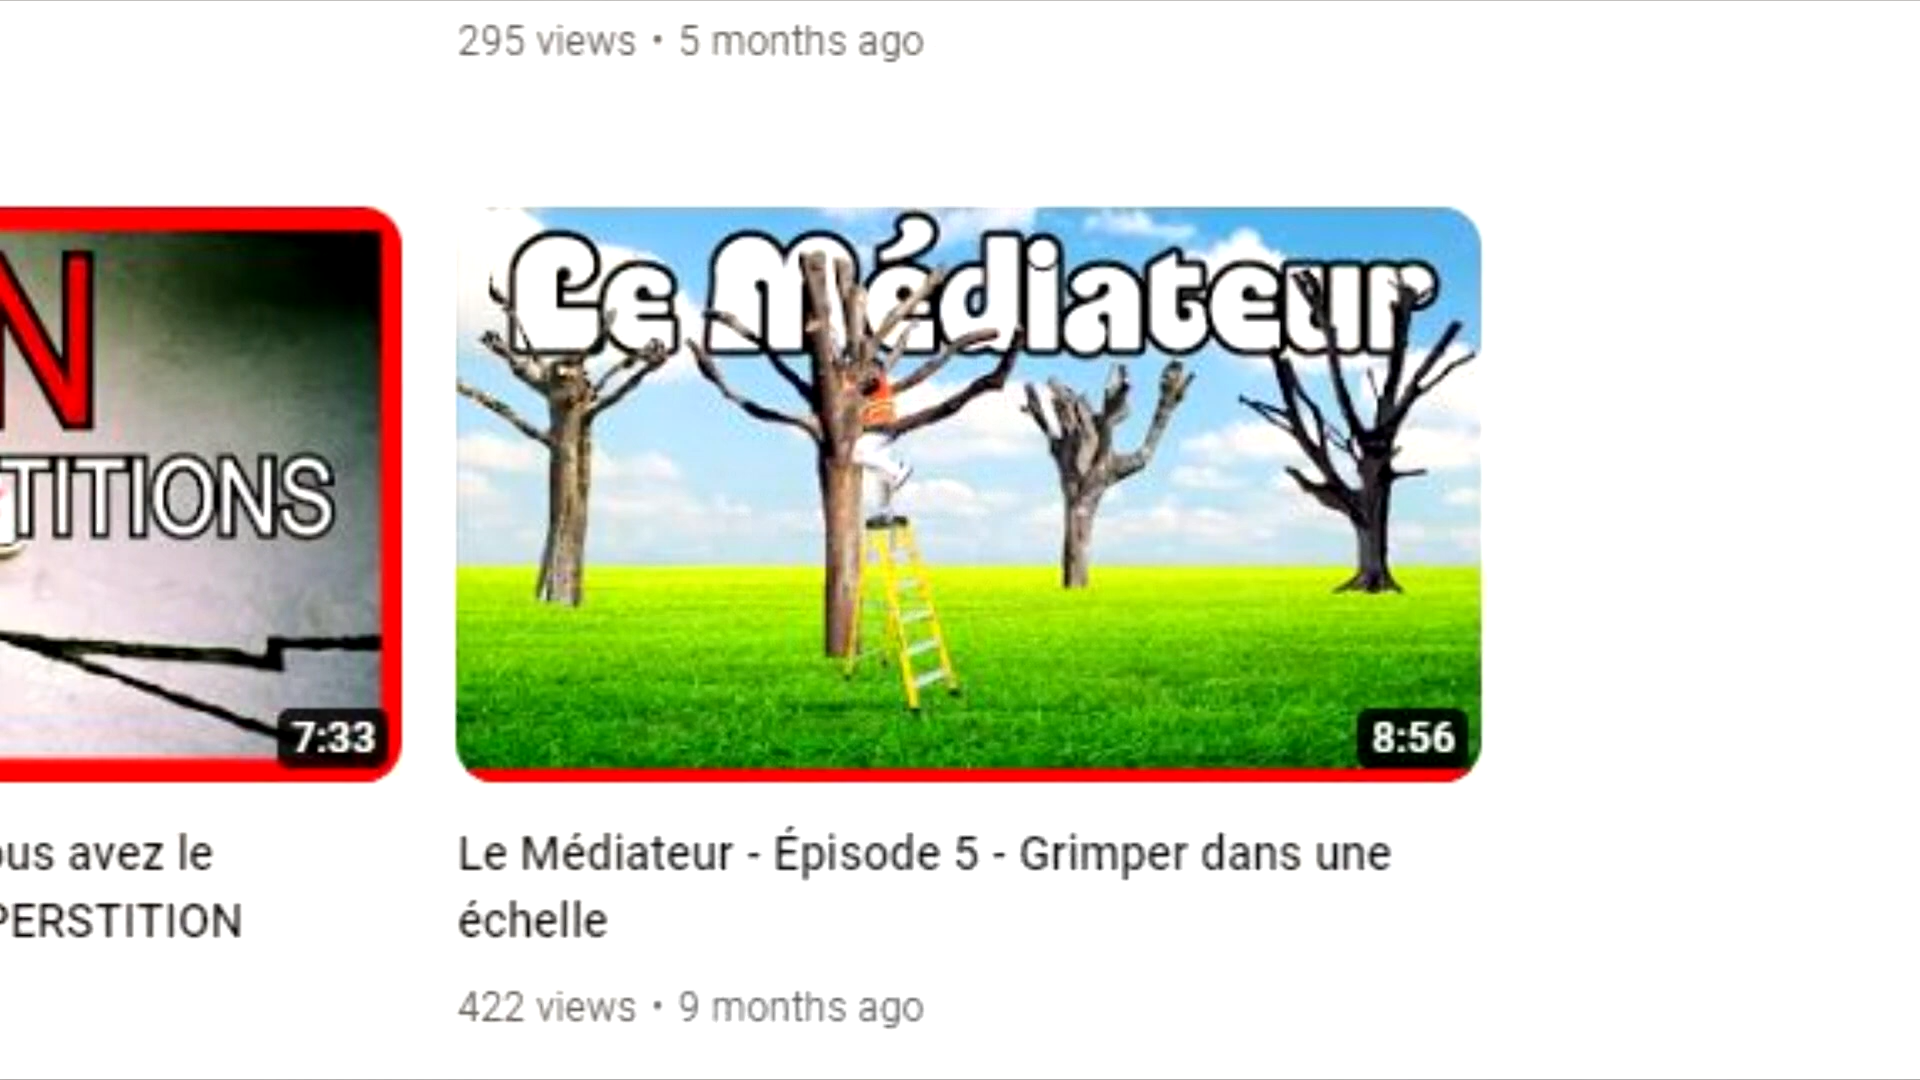 295 views • 5 months ago
N
TITIONS
7:33
Le Médiateur
8:56
ous avez le
PERSTITION
Le Médiateur - Épisode 5 - Grimper dans une
échelle
422 views • 9 months ago